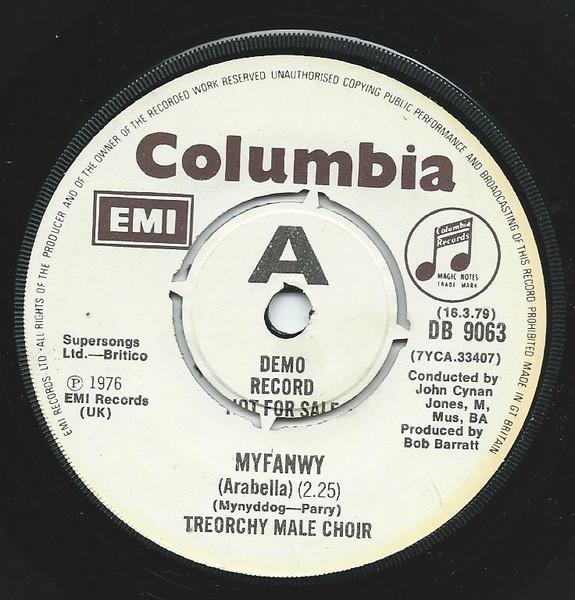 EMI RECORDS LTD · ALL RIGHTS OF THE PRODUCER AND OF THE OWNER OF THE RECORDED WORK RESERVED UNAUTHORISED COPYING PUBLIC PERFORMANCE AND BROADCASTING OF THIS RECORD PROHIBITED MADE IN GT BRITAIN
Columbia
EMI
A
Columbia
Records
MAGIC NOTES
TRADE MARK
(16.3.79)
DB 9063
(7YCA.33407)
Supersongs
Ltd.—Britico
℗ 1976
EMI Records
(UK)
DEMO
RECORD
NOT FOR SALE
Conducted by
John Cynan
Jones, M,
Mus, BA
Produced by
Bob Barratt
MYFANWY
(Arabella) (2.25)
(Mynyddog—Parry)
TREORCHY MALE CHOIR